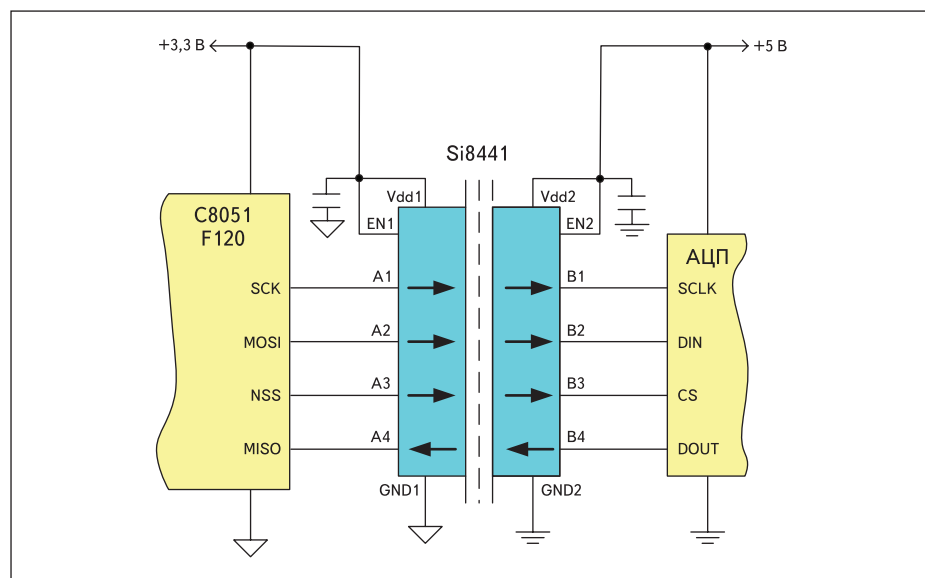 +3,3 В
+5 В
Si8441
C8051
F120
Vdd1
Vdd2
EN1
EN2
АЦП
SCK
A1
B1
SCLK
MOSI
A2
B2
DIN
NSS
A3
B3
CS
MISO
A4
B4
DOUT
GND1
GND2